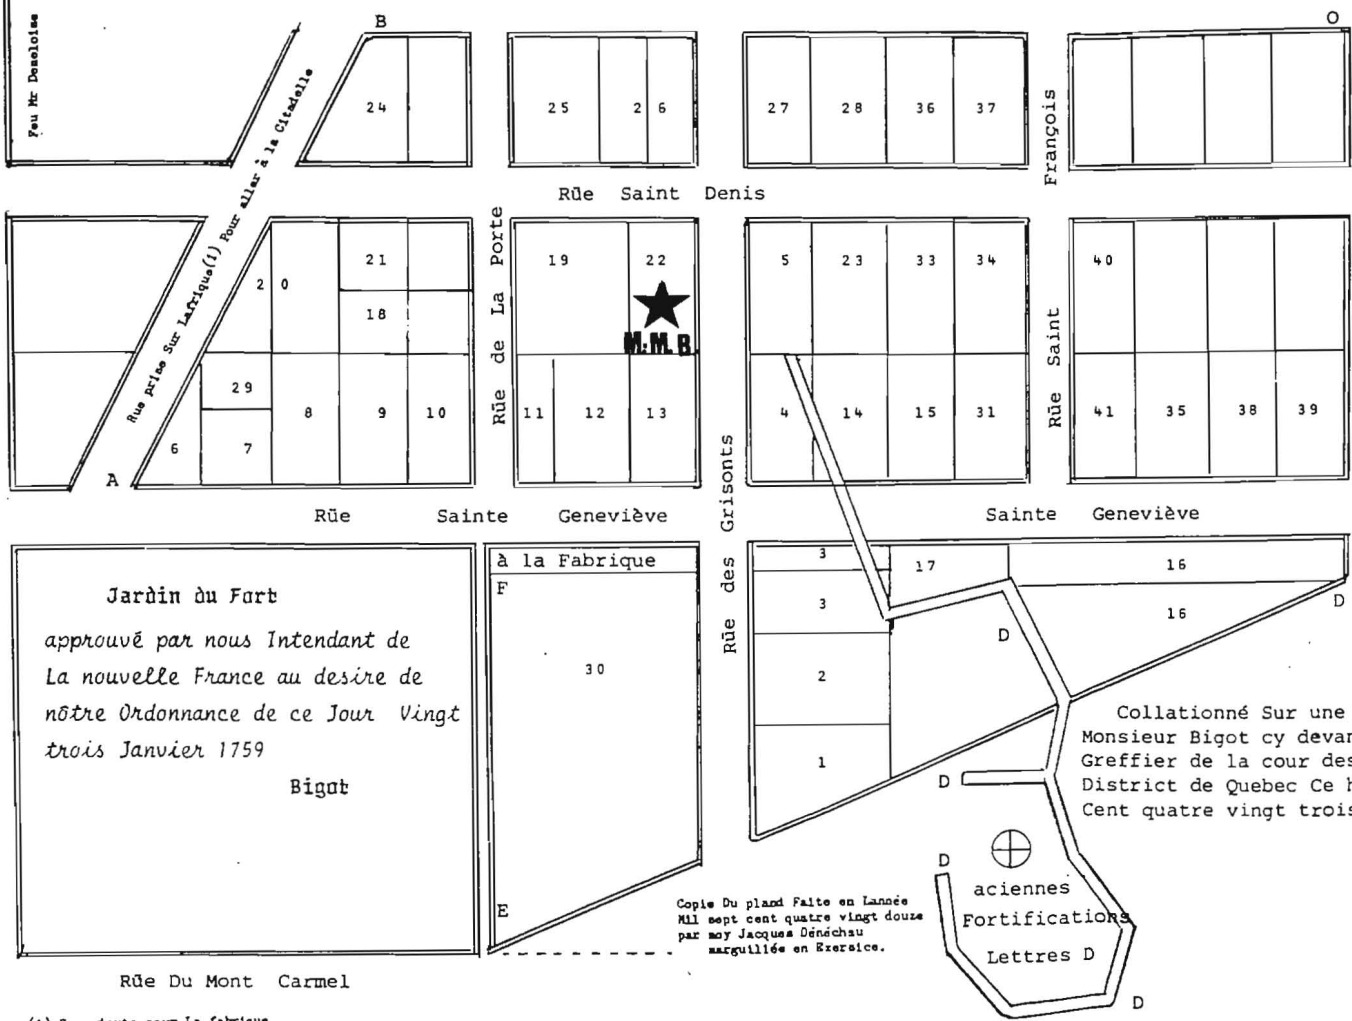 Feu Mr Deneloise
B
O
24
25
2 6
27
28
36
37
François
Rüe Saint Denis
Rue prise Sur Lafrique(1) Pour aller à la Citadelle
Rüe de La Porte
2 0
21
18
19
22
M.M.B.
5
23
33
34
40
Rüe Saint
29
6
7
8
9
10
11
12
13
4
14
15
31
41
35
38
39
A
Rüe des Grisonts
Rüe Sainte Geneviève
Sainte Geneviève
à la Fabrique
F
30
E
3
17
16
3
16
D
D
2
1
Jardin du Fort
approuvé par nous Intendant de
La nouvelle France au desire de
nôtre Ordonnance de ce Jour Vingt
trois Janvier 1759
Bigot
Collationné Sur une
Monsieur Bigot cy devan
Greffier de la cour des
District de Quebec Ce h
Cent quatre vingt trois
D
D
aciennes
Fortifications
Lettres D
D
Copie Du pland Faite en Lannée
Mil sept cent quatre vingt douze
par moy Jacques Dénéchau
marguillée en Exersice.
Rüe Du Mont Carmel